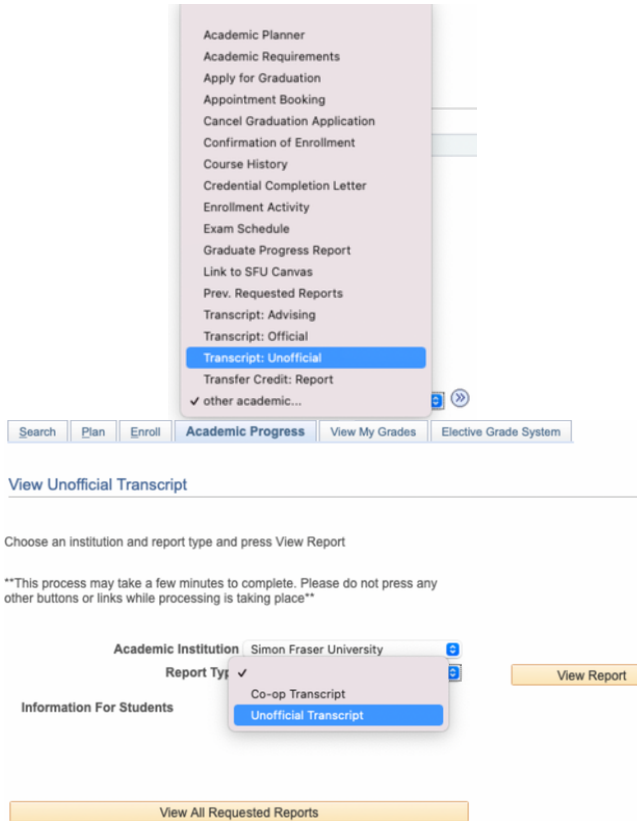 Academic Planner
Academic Requirements
Apply for Graduation
Appointment Booking
Cancel Graduation Application
Confirmation of Enrollment
Course History
Credential Completion Letter
Enrollment Activity
Exam Schedule
Graduate Progress Report
Link to SFU Canvas
Prev. Requested Reports
Transcript: Advising
Transcript: Official
Transcript: Unofficial
Transfer Credit: Report
✓ other academic...
Search Plan Enroll Academic Progress View My Grades Elective Grade System
View Unofficial Transcript
Choose an institution and report type and press View Report
**This process may take a few minutes to complete. Please do not press any
other buttons or links while processing is taking place**
Academic Institution Simon Fraser University
Report Typ ✓ View Report
Co-op Transcript
Information For Students
Unofficial Transcript
View All Requested Reports